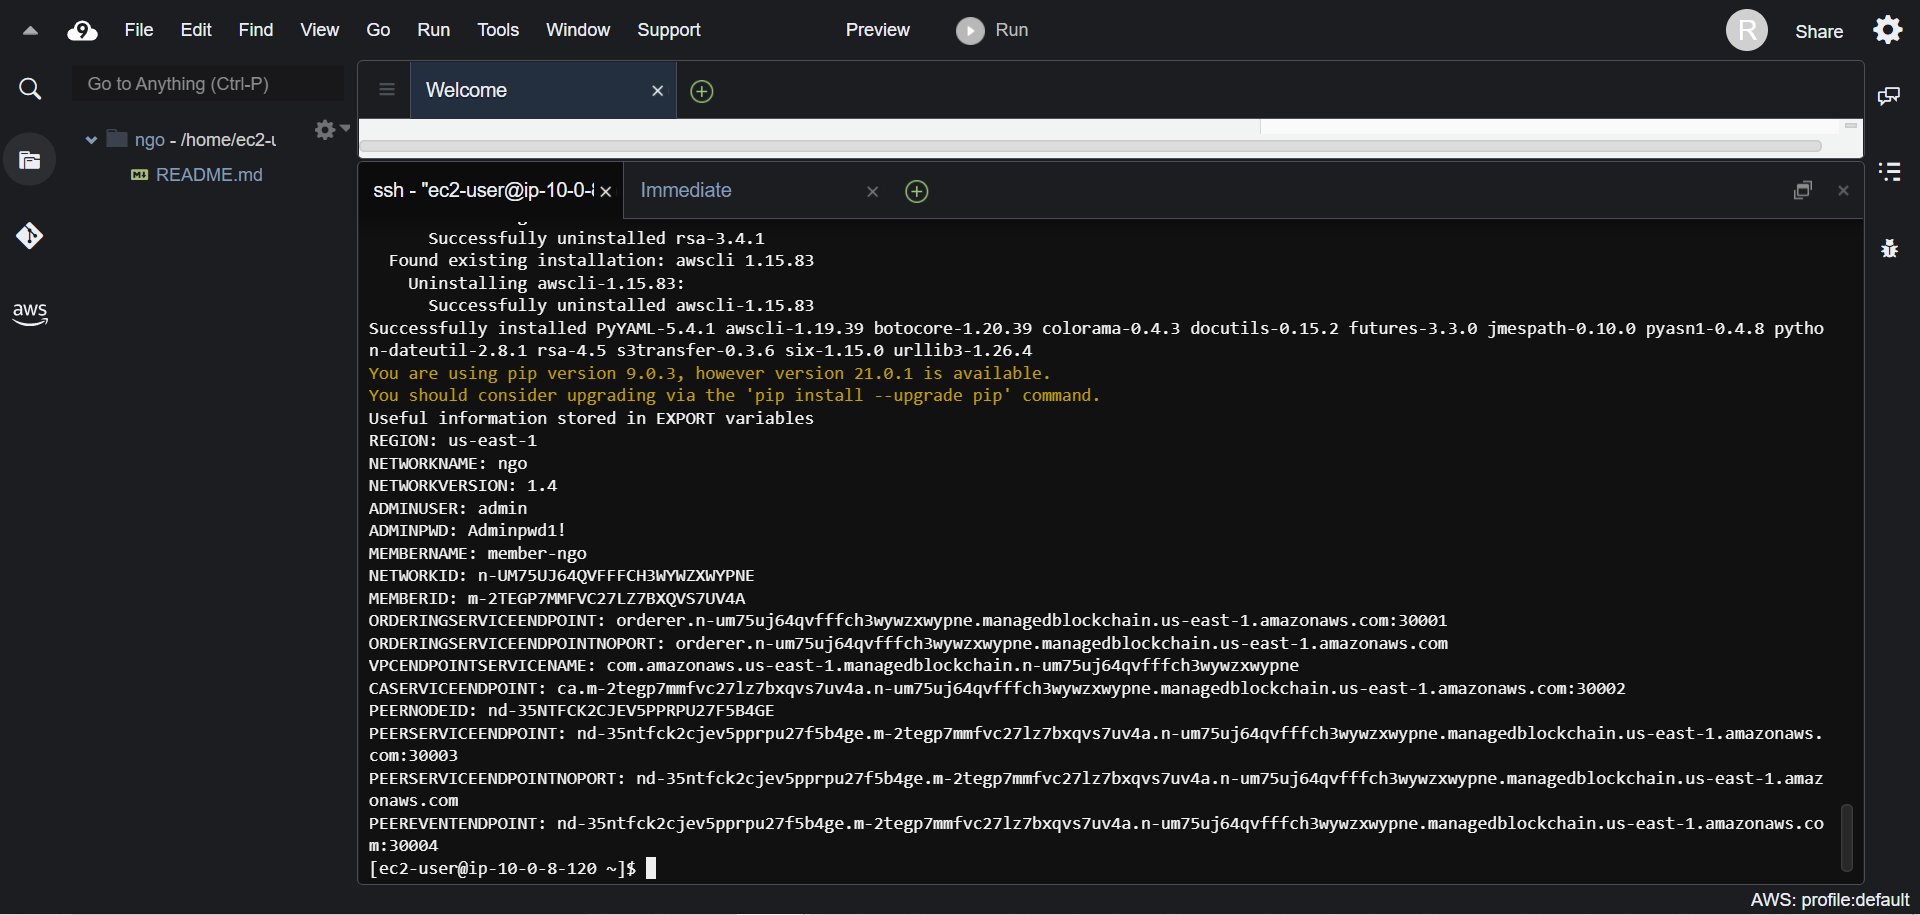 File Edit Find View Go Run Tools Window Support Preview Run R Share
Go to Anything (Ctrl-P)
Welcome
ngo - /home/ec2-u
README.md
aws
ssh - "ec2-user@ip-10-0-8 Immediate
Successfully uninstalled rsa-3.4.1
Found existing installation: awscli 1.15.83
Uninstalling awscli-1.15.83:
Successfully uninstalled awscli-1.15.83
Successfully installed PyYAML-5.4.1 awscli-1.19.39 botocore-1.20.39 colorama-0.4.3 docutils-0.15.2 futures-3.3.0 jmespath-0.10.0 pyasn1-0.4.8 pytho
n-dateutil-2.8.1 rsa-4.5 s3transfer-0.3.6 six-1.15.0 urllib3-1.26.4
You are using pip version 9.0.3, however version 21.0.1 is available.
You should consider upgrading via the 'pip install --upgrade pip' command.
Useful information stored in EXPORT variables
REGION: us-east-1
NETWORKNAME: ngo
NETWORKVERSION: 1.4
ADMINUSER: admin
ADMINPWD: Adminpwd1!
MEMBERNAME: member-ngo
NETWORKID: n-UM75UJ64QVFFFCH3WYWZXWYPNE
MEMBERID: m-2TEGP7MMFVC27LZ7BXQVS7UV4A
ORDERINGSERVICEENDPOINT: orderer.n-um75uj64qvfffch3wywzxwypne.managedblockchain.us-east-1.amazonaws.com:30001
ORDERINGSERVICEENDPOINTNOPORT: orderer.n-um75uj64qvfffch3wywzxwypne.managedblockchain.us-east-1.amazonaws.com
VPCENDPOINTSERVICENAME: com.amazonaws.us-east-1.managedblockchain.n-um75uj64qvfffch3wywzxwypne
CASERVICEENDPOINT: ca.m-2tegp7mmfvc27lz7bxqvs7uv4a.n-um75uj64qvfffch3wywzxwypne.managedblockchain.us-east-1.amazonaws.com:30002
PEERNODEID: nd-35NTFCK2CJEV5PPRPU27F5B4GE
PEERSERVICEENDPOINT: nd-35ntfck2cjev5pprpu27f5b4ge.m-2tegp7mmfvc27lz7bxqvs7uv4a.n-um75uj64qvfffch3wywzxwypne.managedblockchain.us-east-1.amazonaws.
com:30003
PEERSERVICEENDPOINTNOPORT: nd-35ntfck2cjev5pprpu27f5b4ge.m-2tegp7mmfvc27lz7bxqvs7uv4a.n-um75uj64qvfffch3wywzxwypne.managedblockchain.us-east-1.amaz
onaws.com
PEEREVENTENDPOINT: nd-35ntfck2cjev5pprpu27f5b4ge.m-2tegp7mmfvc27lz7bxqvs7uv4a.n-um75uj64qvfffch3wywzxwypne.managedblockchain.us-east-1.amazonaws.co
m:30004
[ec2-user@ip-10-0-8-120 ~]$
AWS: profile:default